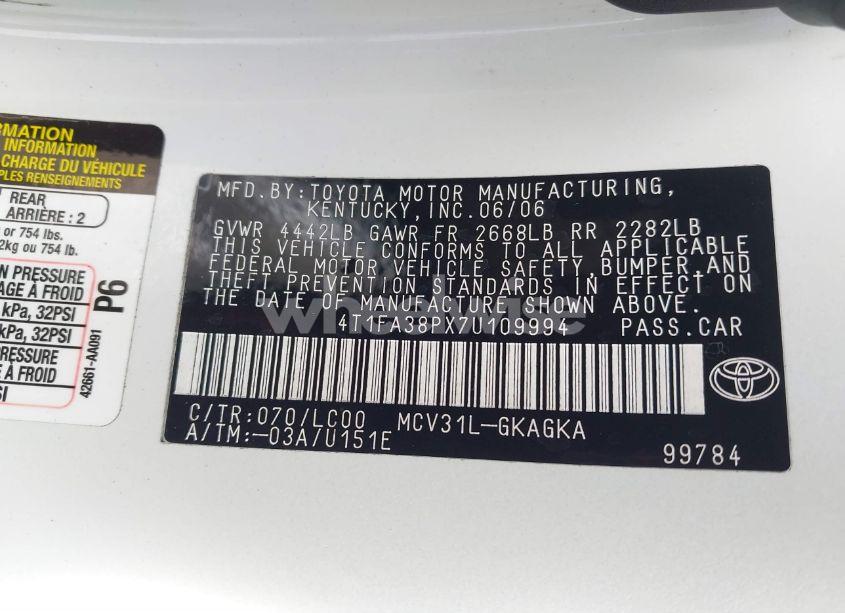 RMATION
INFORMATION
CHARGE DU VÉHICULE
PLES RENSEIGNEMENTS
REAR
ARRIÈRE : 2
or 754 lbs.
2kg ou 754 lb.
N PRESSURE
AGE À FROID
kPa, 32PSI
kPa, 32PSI
PRESSURE
À FROID
SI
P6
42661-AA091
MFD.BY:TOYOTA MOTOR MANUFACTURING,
KENTUCKY,INC.06/06
GVWR 4442LB GAWR FR 2668LB RR 2282LB
THIS VEHICLE CONFORMS TO ALL APPLICABLE
FEDERAL MOTOR VEHICLE SAFETY,BUMPER,AND
THEFT PREVENTION STANDARDS IN EFFECT ON
THE DATE OF MANUFACTURE SHOWN ABOVE.
PASS.CAR
C/TR:070/LC00 MCV31L-GKAGKA
A/TM:-03A/U151E
99784
TOYOTA